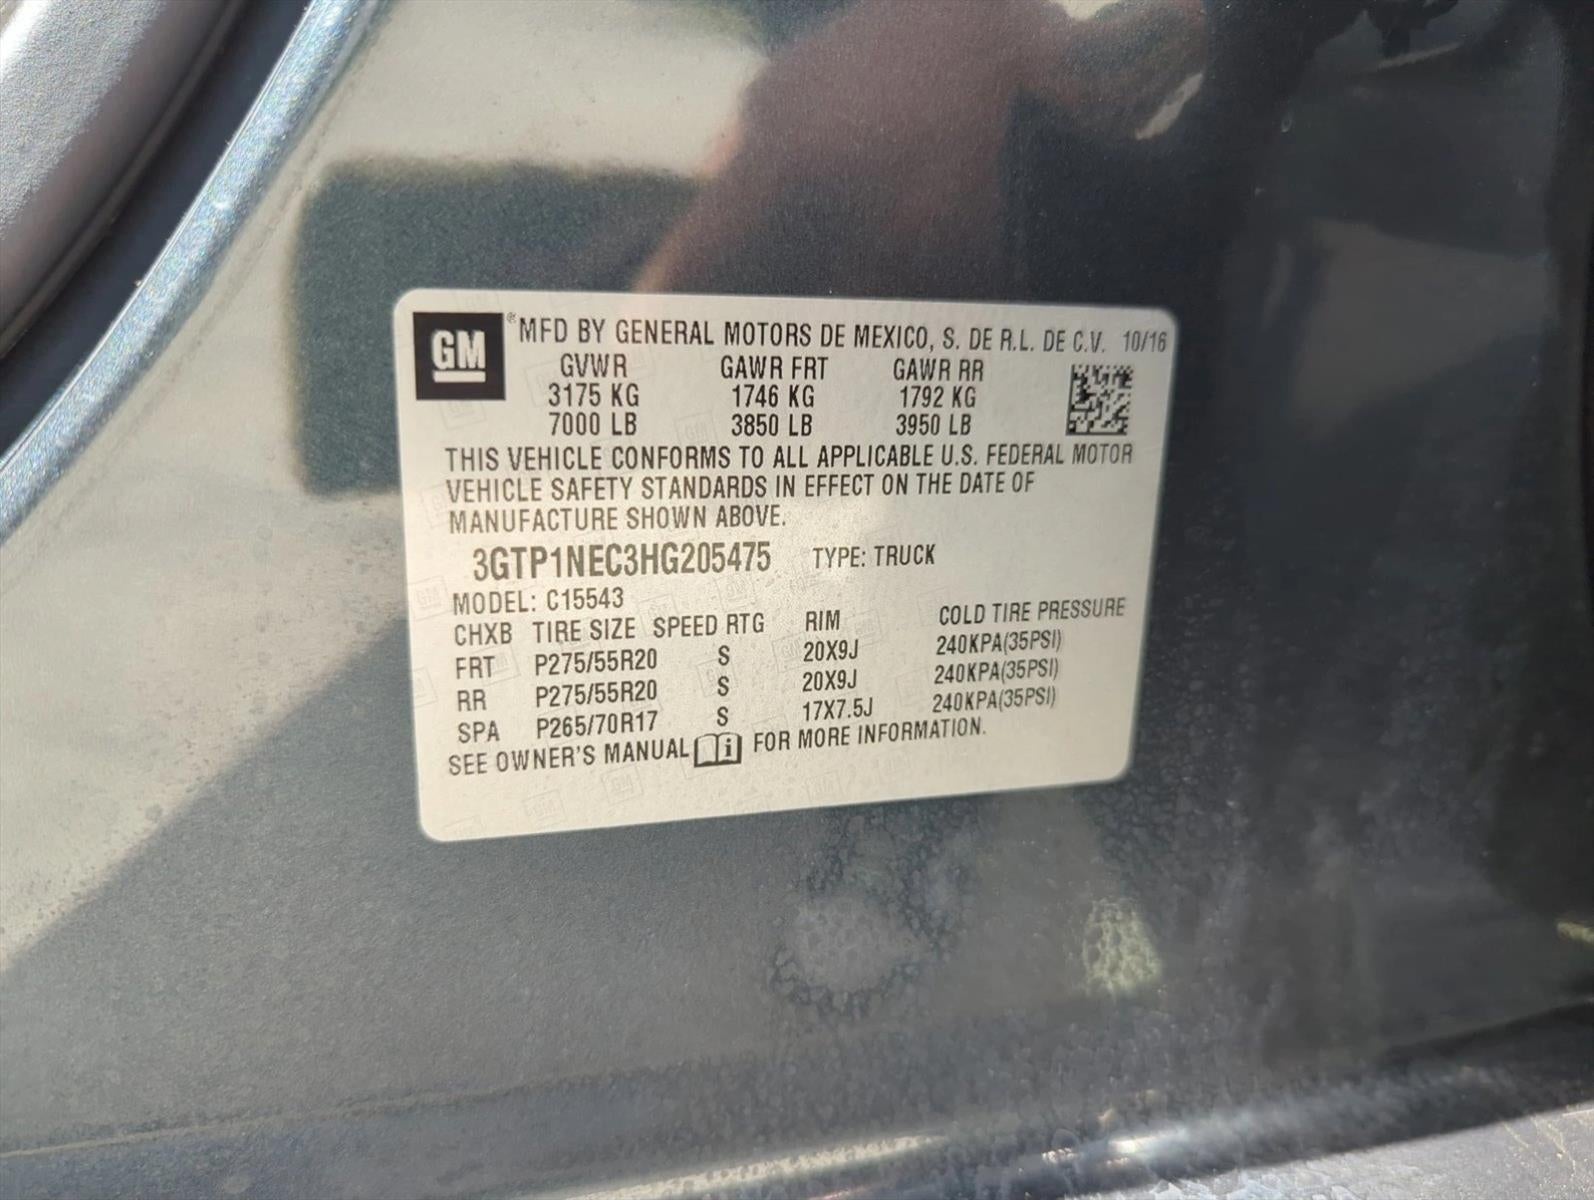 GM ® MFD BY GENERAL MOTORS DE MEXICO, S. DE R.L. DE C.V. 10/16
GVWR GAWR FRT GAWR RR
3175 KG 1746 KG 1792 KG
7000 LB 3850 LB 3950 LB
THIS VEHICLE CONFORMS TO ALL APPLICABLE U.S. FEDERAL MOTOR
VEHICLE SAFETY STANDARDS IN EFFECT ON THE DATE OF
MANUFACTURE SHOWN ABOVE.
3GTP1NEC3HG205475 TYPE: TRUCK
MODEL: C15543
CHXB TIRE SIZE SPEED RTG RIM COLD TIRE PRESSURE
FRT P275/55R20 S 20X9J 240KPA(35PSI)
RR P275/55R20 S 20X9J 240KPA(35PSI)
SPA P265/70R17 S 17X7.5J 240KPA(35PSI)
SEE OWNER'S MANUAL i FOR MORE INFORMATION.